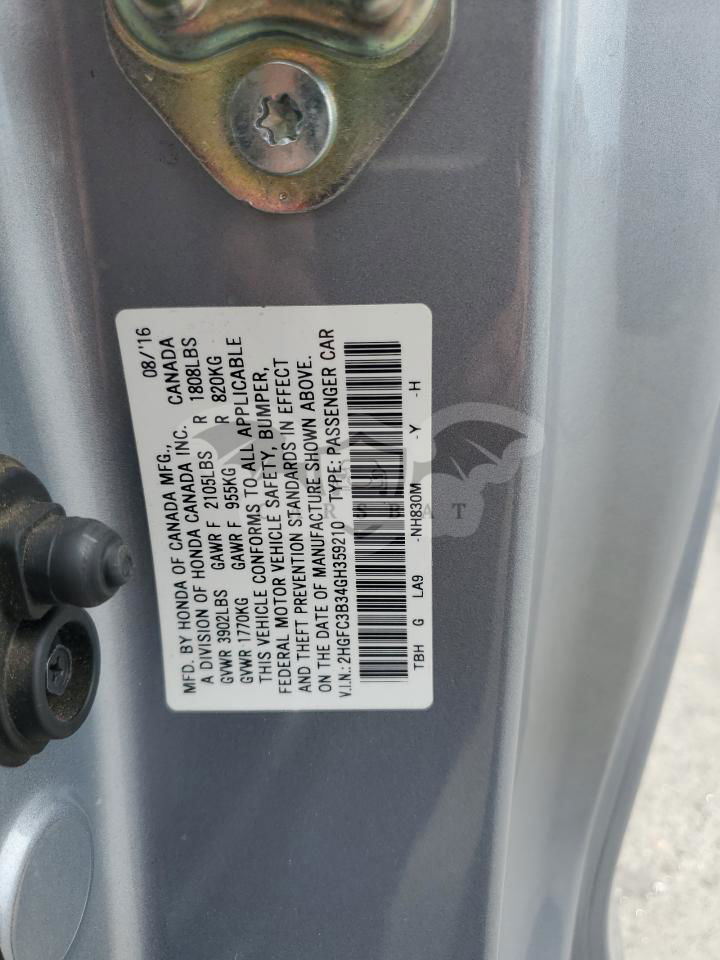 MFD. BY HONDA OF CANADA MFG., 08/'16
A DIVISION OF HONDA CANADA INC. CANADA
GVWR 3902LBS GAWR F 2105LBS R 1808LBS
GVWR 1770KG GAWR F 955KG R 820KG
THIS VEHICLE CONFORMS TO ALL APPLICABLE
FEDERAL MOTOR VEHICLE SAFETY, BUMPER,
AND THEFT PREVENTION STANDARDS IN EFFECT
ON THE DATE OF MANUFACTURE SHOWN ABOVE.
V.I.N.: 2HGFC3B34GH359210 TYPE: PASSENGER CAR
TBH G LA9 -NH830M -Y -H